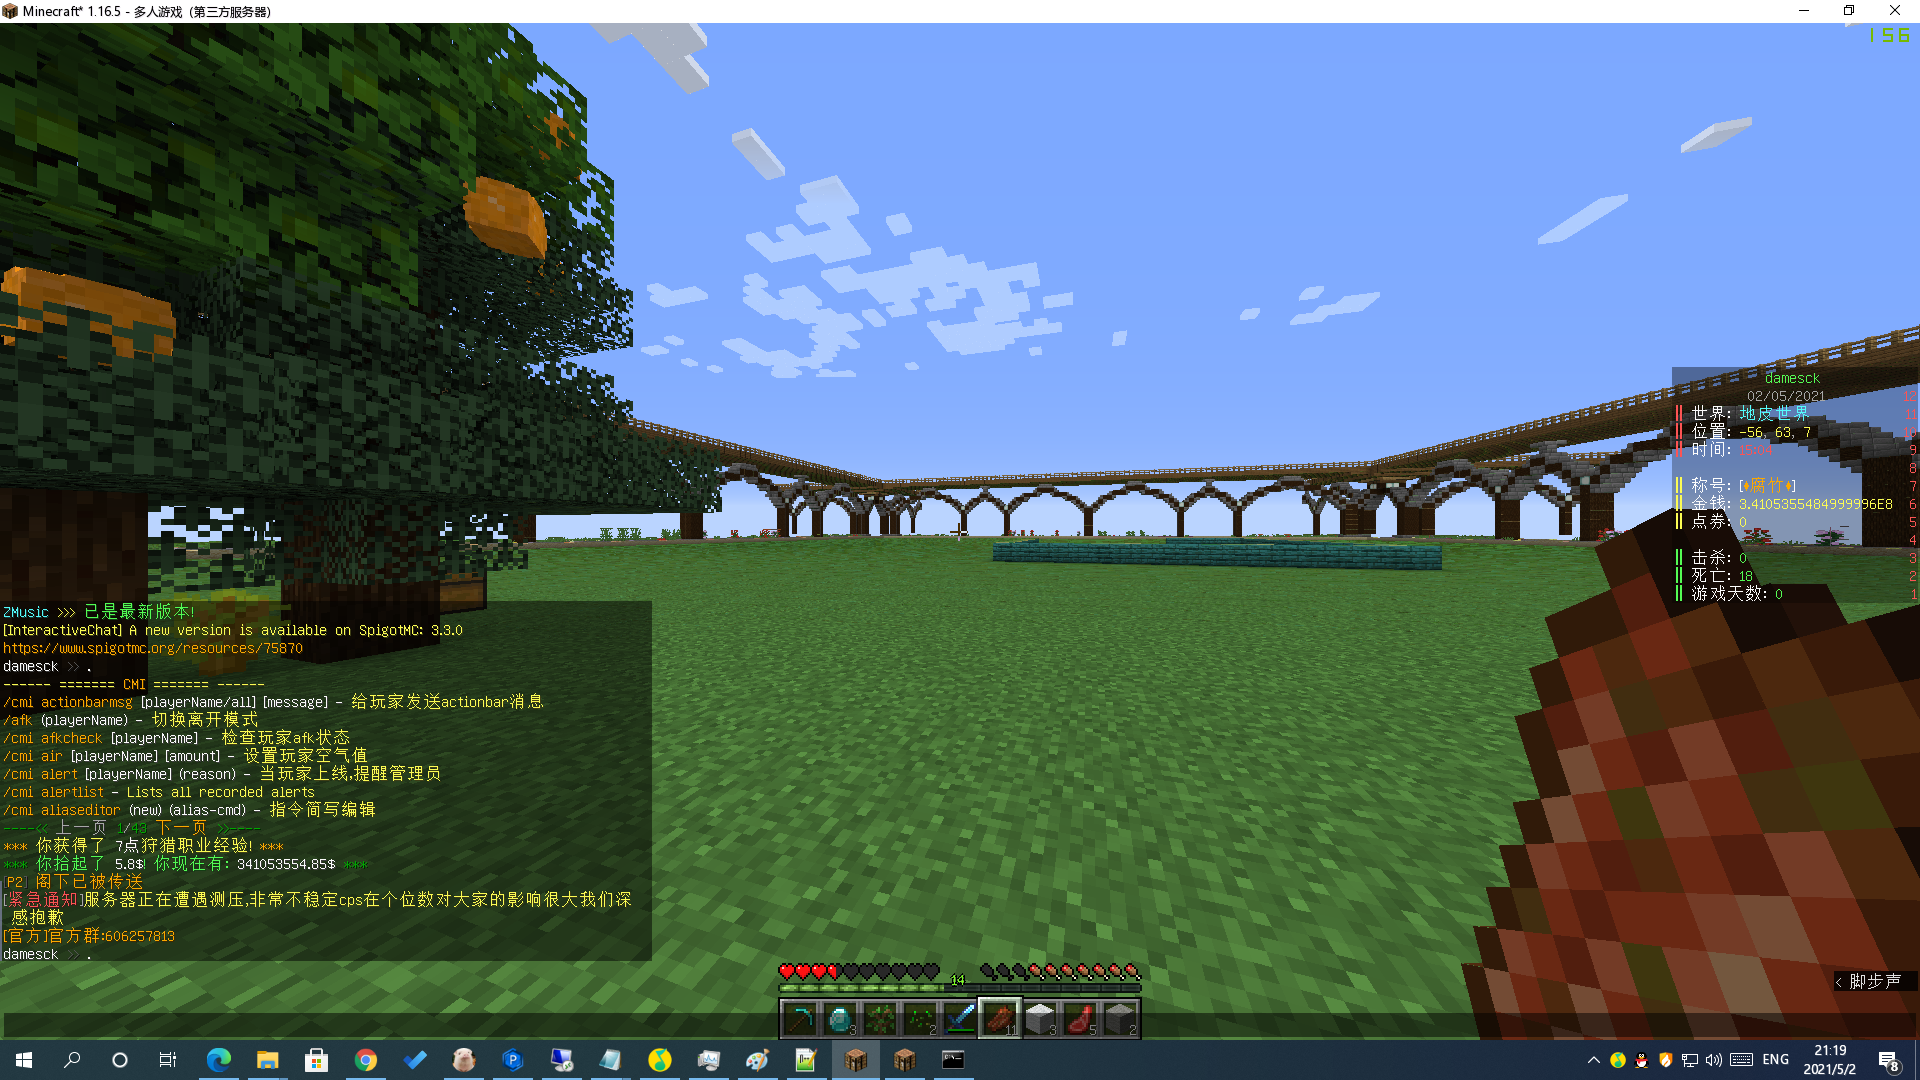 Minecraft* 1.16.5 - 多人游戏（第三方服务器）
156
damesck
02/05/2021 12
世界: 地皮世界 11
位置: -56, 63, 7 10
时间: 15:04 9
8
称号: [♦腐竹♦] 7
金钱: 3.4105355484999996E8 6
点券: 0 5
4
击杀: 0 3
死亡: 18 2
游戏天数: 0 1
ZMusic >>> 已是最新版本!
[InteractiveChat] A new version is available on SpigotMC: 3.3.0
https://www.spigotmc.org/resources/75870
damesck >> .
------ ======= CMI ======= ------
/cmi actionbarmsg [playerName/all] [message] - 给玩家发送actionbar消息
/afk (playerName) - 切换离开模式
/cmi afkcheck [playerName] - 检查玩家afk状态
/cmi air [playerName] [amount] - 设置玩家空气值
/cmi alert [playerName] (reason) - 当玩家上线,提醒管理员
/cmi alertlist - Lists all recorded alerts
/cmi aliaseditor (new) (alias-cmd) - 指令简写编辑
----<< 上一页 1/43 下一页 >>----
*** 你获得了 7点狩猎职业经验! ***
*** 你拾起了 5.8$! 你现在有: 341053554.85$ ***
[P2] 阁下已被传送
[紧急通知]服务器正在遭遇测压,非常不稳定cps在个位数对大家的影响很大我们深
感抱歉
[官方]官方群:606257813
damesck >> .
< 脚步声
14
3
2
11
3
5
2
ENG
21:19
2021/5/2
8